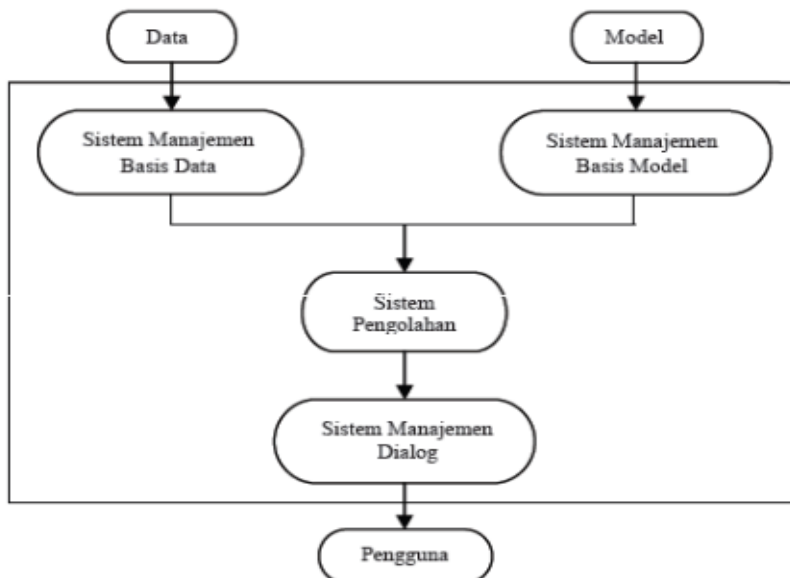 Data
Model
Sistem Manajemen
Basis Data
Sistem Manajemen
Basis Model
Sistem
Pengolahan
Sistem Manajemen
Dialog
Pengguna